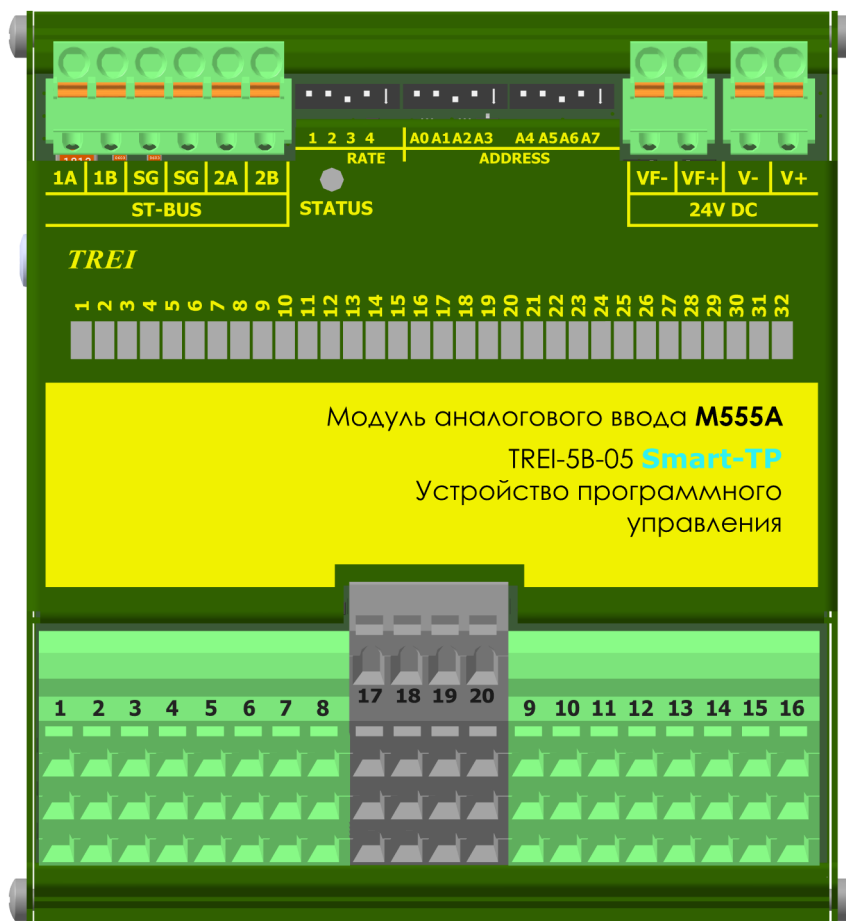 1 2 3 4 A0 A1 A2 A3 A4 A5 A6 A7
RATE ADDRESS
1A 1B SG SG 2A 2B VF- VF+ V- V+
ST-BUS STATUS 24V DC
TREI
1 2 3 4 5 6 7 8 9 10 11 12 13 14 15 16 17 18 19 20 21 22 23 24 25 26 27 28 29 30 31 32
Модуль аналогового ввода M555A
TREI-5B-05 Smart-TP
Устройство программного
управления
17 18 19 20
1 2 3 4 5 6 7 8 9 10 11 12 13 14 15 16